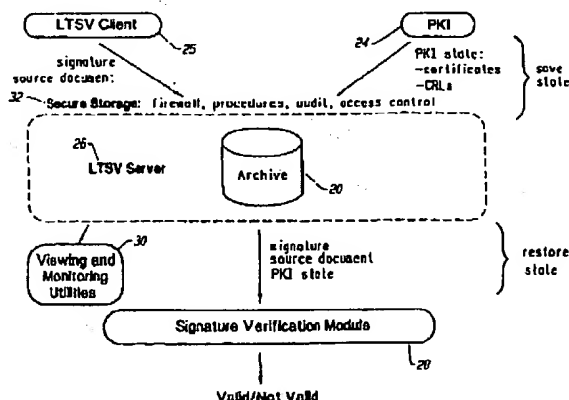 LTSV Client
25
24
PKI
signature
source document:
PKI state:
-certificates
-CRLs
save
state
32
Secure Storage: firewall, procedures, audit, access control
26
LTSV Server
Archive
20
30
Viewing and
Monitoring
Utilities
signature
source document
PKI state
restore
state
Signature Verification Module
28
Valid/Not Valid